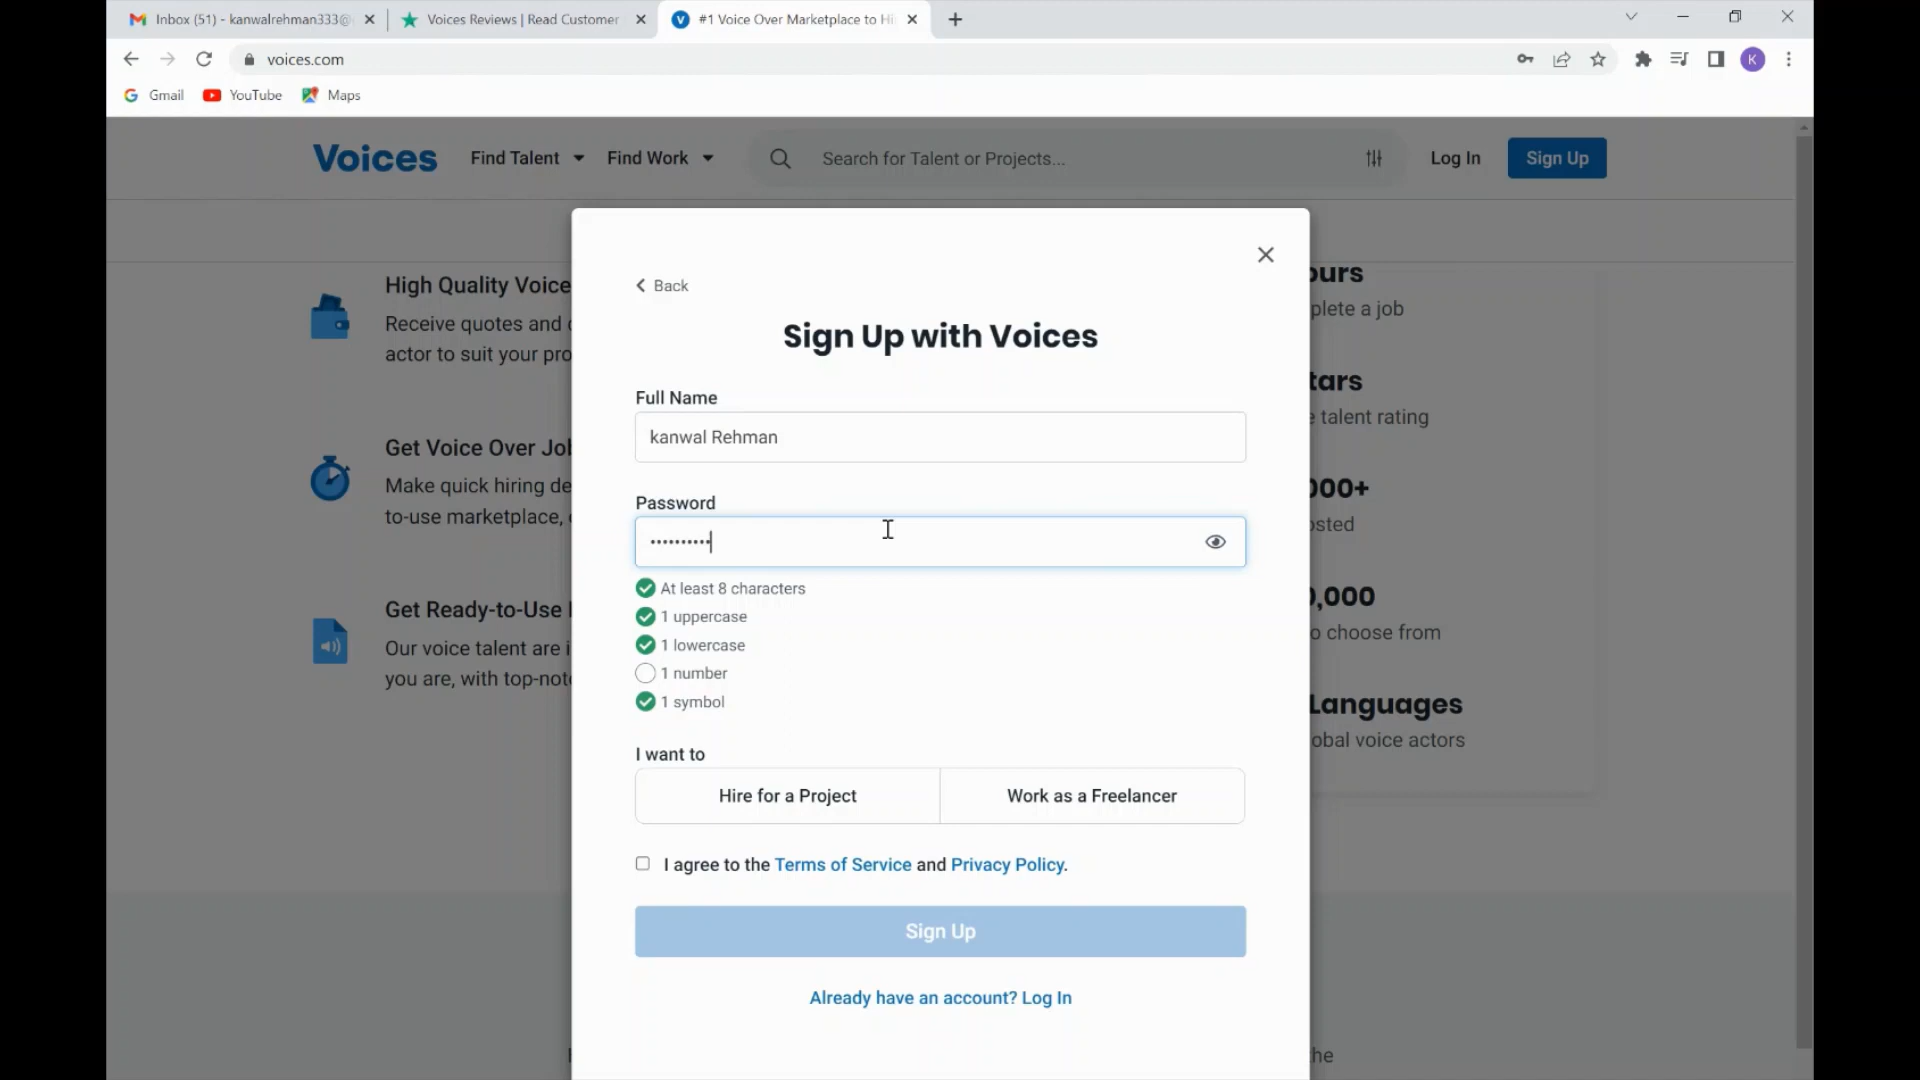 Inbox (51) - kanwalrehman333@
Voices Reviews | Read Customer
V #1 Voice Over Marketplace to Hi
voices.com
K
G Gmail YouTube Maps
Voices Find Talent Find Work Search for Talent or Projects... Log In Sign Up
Back
Sign Up with Voices
Full Name
kanwal Rehman
Password
At least 8 characters
1 uppercase
1 lowercase
1 number
1 symbol
I want to
Hire for a Project Work as a Freelancer
I agree to the Terms of Service and Privacy Policy.
Sign Up
Already have an account? Log In
High Quality Voice
Receive quotes and
actor to suit your pro
Get Voice Over Jo
Make quick hiring de
to-use marketplace,
Get Ready-to-Use
Our voice talent are
you are, with top-not
ours
plete a job
tars
talent rating
000+
osted
0,000
o choose from
Languages
obal voice actors
he